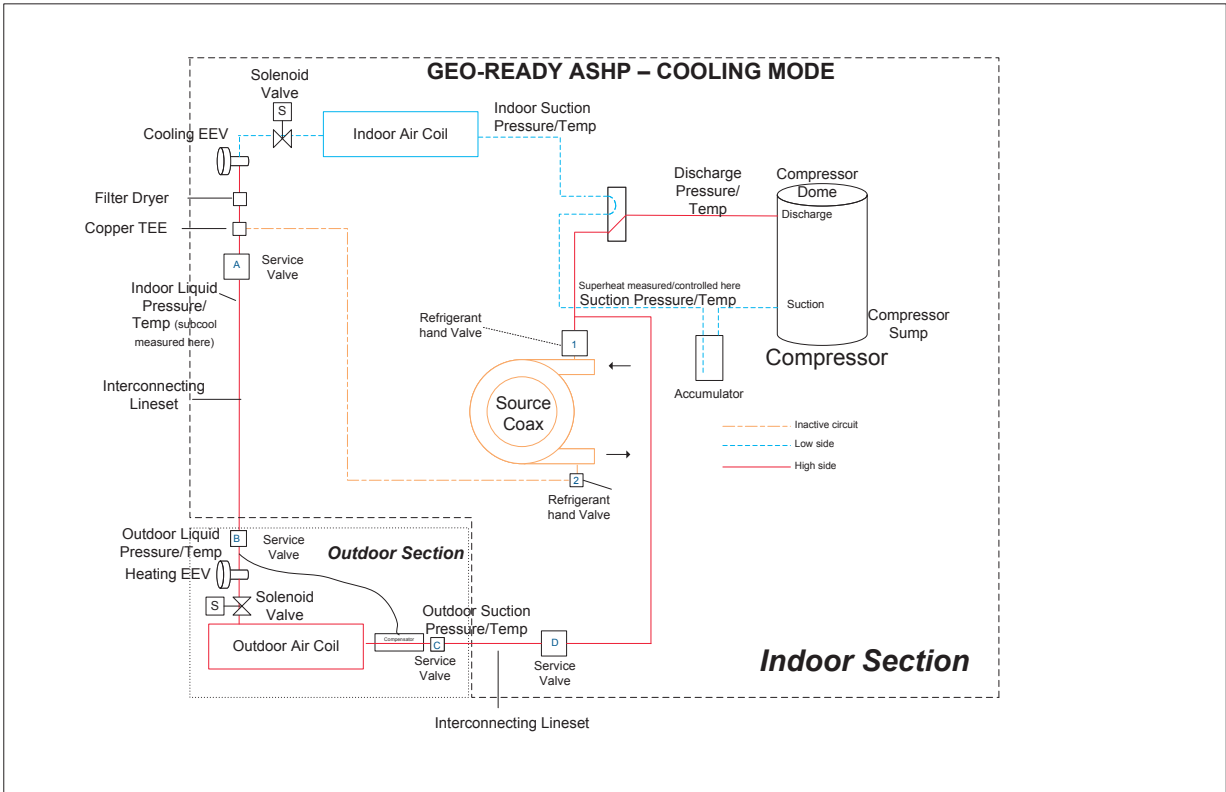 GEO-READY ASHP – COOLING MODE
Solenoid
Valve
S
Cooling EEV
Indoor Air Coil
Indoor Suction
Pressure/Temp
Filter Dryer
Copper TEE
A
Service
Valve
Indoor Liquid
Pressure/
Temp (subcool
measured here)
Interconnecting
Lineset
Discharge
Pressure/
Temp
Compressor
Dome
Discharge
Suction
Compressor
Sump
Compressor
Superheat measured/controlled here
Suction Pressure/Temp
Accumulator
Refrigerant
hand Valve
1
Source
Coax
2
Refrigerant
hand Valve
Inactive circuit
Low side
High side
Outdoor Liquid
Pressure/Temp
B
Service
Valve
Outdoor Section
Heating EEV
S
Solenoid
Valve
Outdoor Air Coil
Compensator
Outdoor Suction
Pressure/Temp
C
Service
Valve
D
Service
Valve
Interconnecting Lineset
Indoor Section